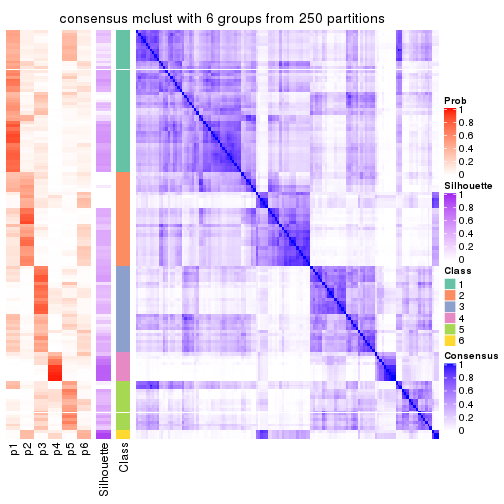 consensus mclust with 6 groups from 250 partitions
Prob
1
0.8
0.6
0.4
0.2
0
Silhouette
1
0.8
0.6
0.4
0.2
0
Class
1
2
3
4
5
6
Consensus
1
0.8
0.6
0.4
0.2
0
p1
p2
p3
p4
p5
p6
Silhouette
Class